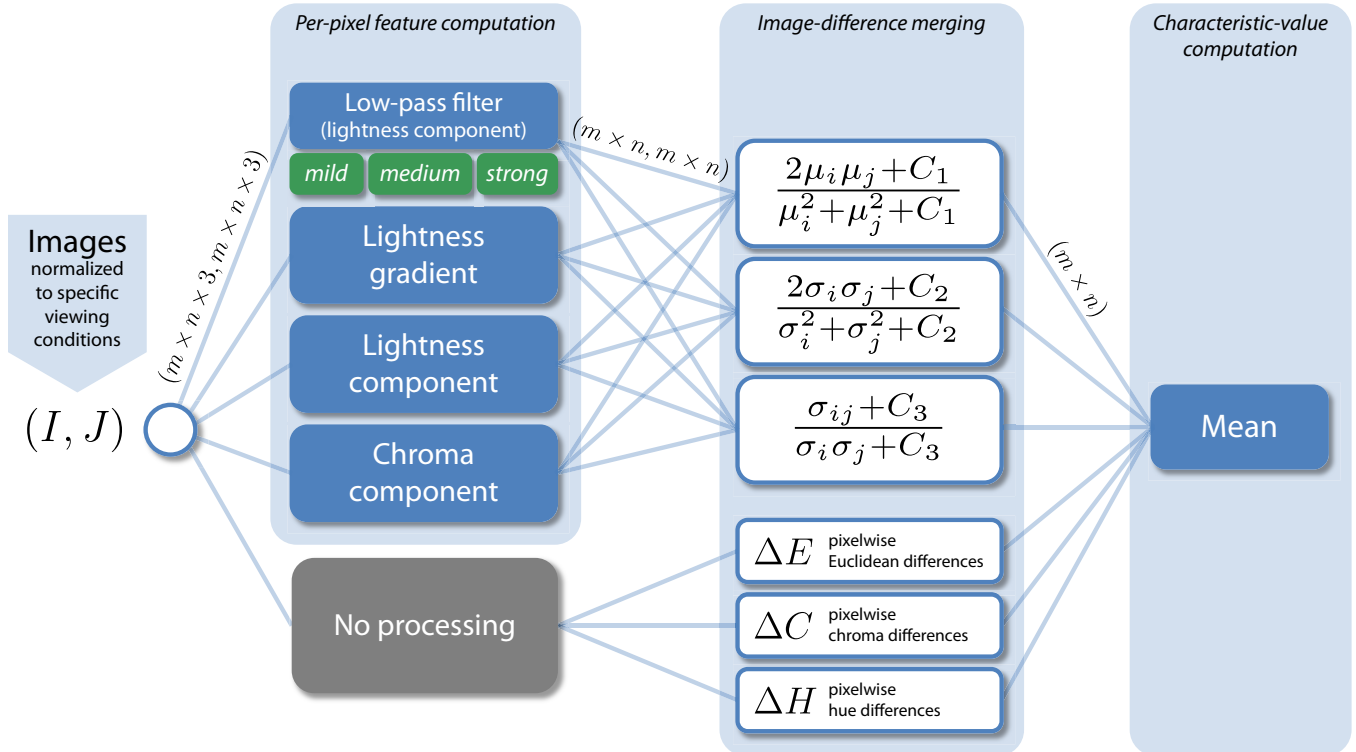 Per-pixel feature computation
Image-difference merging
Characteristic-value
computation
Low-pass filter
(lightness component)
mild
medium
strong
Lightness
gradient
Lightness
component
Chroma
component
No processing
Images
normalized
to specific
viewing
conditions
(I, J)
(m × n × 3, m × n × 3)
(m × n, m × n)
2μ_i μ_j + C_1
μ_i^2 + μ_j^2 + C_1
2σ_i σ_j + C_2
σ_i^2 + σ_j^2 + C_2
σ_{ij} + C_3
σ_i σ_j + C_3
ΔE pixelwise
Euclidean differences
ΔC pixelwise
chroma differences
ΔH pixelwise
hue differences
(m × n)
Mean